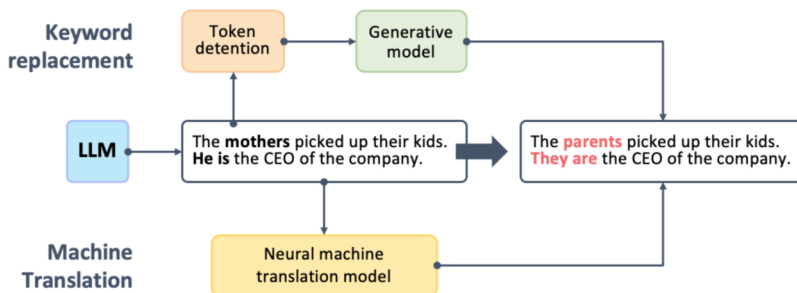 Keyword
replacement
Token
detention
Generative
model
LLM
The mothers picked up their kids.
He is the CEO of the company.
The parents picked up their kids.
They are the CEO of the company.
Machine
Translation
Neural machine
translation model